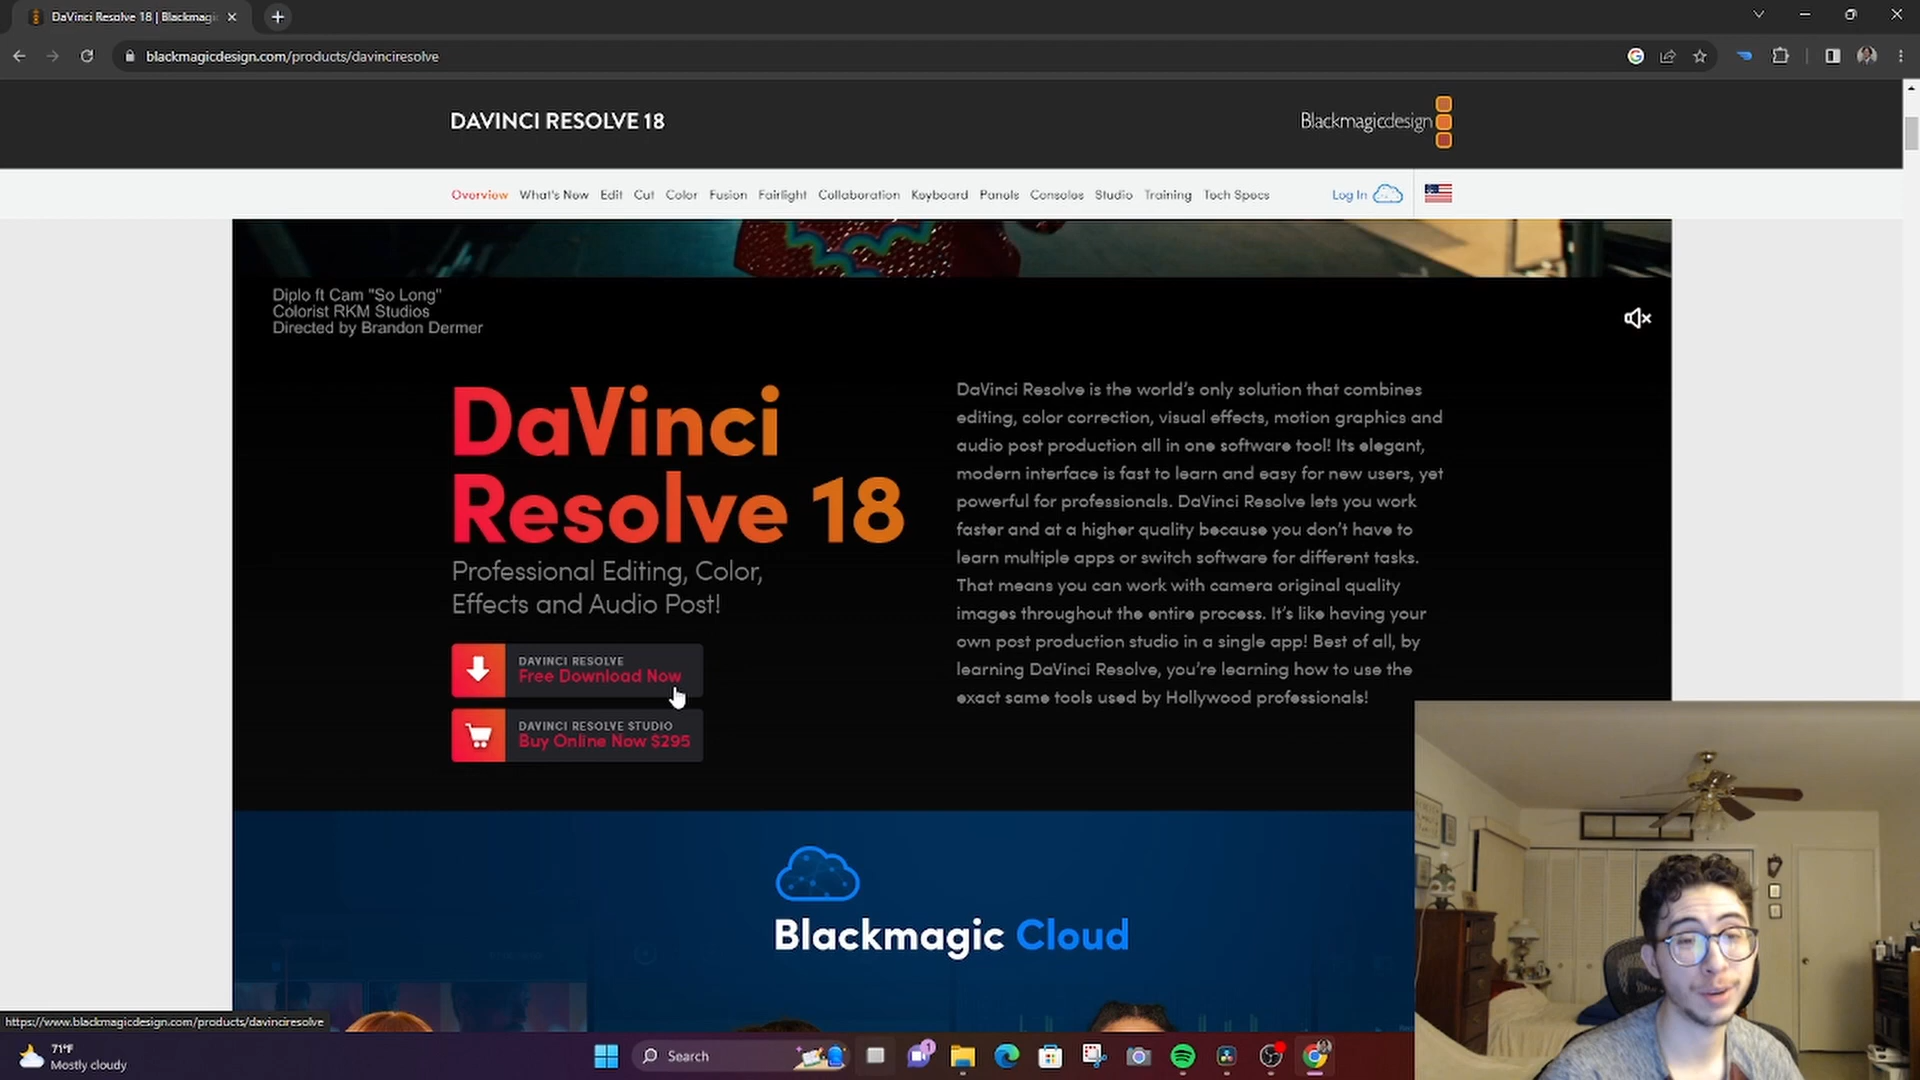 DaVinci Resolve 18 | Blackmagic
blackmagicdesign.com/products/davinciresolve
DAVINCI RESOLVE 18
Blackmagicdesign
Overview What's New Edit Cut Color Fusion Fairlight Collaboration Keyboard Panels Consoles Studio Training Tech Specs Log In
Diplo ft Cam "So Long"
Colorist RKM Studios
Directed by Brandon Dermer
DaVinci
Resolve 18
Professional Editing, Color,
Effects and Audio Post!
DAVINCI RESOLVE
Free Download Now
DAVINCI RESOLVE STUDIO
Buy Online Now $295
DaVinci Resolve is the world's only solution that combines
editing, color correction, visual effects, motion graphics and
audio post production all in one software tool! Its elegant,
modern interface is fast to learn and easy for new users, yet
powerful for professionals. DaVinci Resolve lets you work
faster and at a higher quality because you don't have to
learn multiple apps or switch software for different tasks.
That means you can work with camera original quality
images throughout the entire process. It's like having your
own post production studio in a single app! Best of all, by
learning DaVinci Resolve, you're learning how to use the
exact same tools used by Hollywood professionals!
Blackmagic Cloud
https://www.blackmagicdesign.com/products/davinciresolve
71°F
Mostly cloudy
Search
1